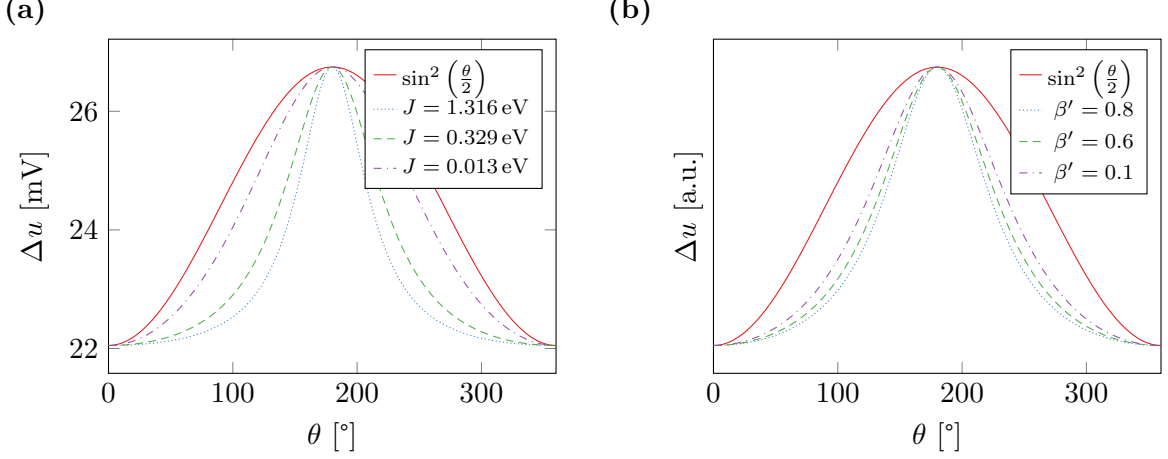 (a)
26
24
22
0
100
200
300
Δu [mV]
θ [°]
sin² (θ/2)
J = 1.316 eV
J = 0.329 eV
J = 0.013 eV
(b)
0
100
200
300
Δu [a.u.]
θ [°]
sin² (θ/2)
β′ = 0.8
β′ = 0.6
β′ = 0.1